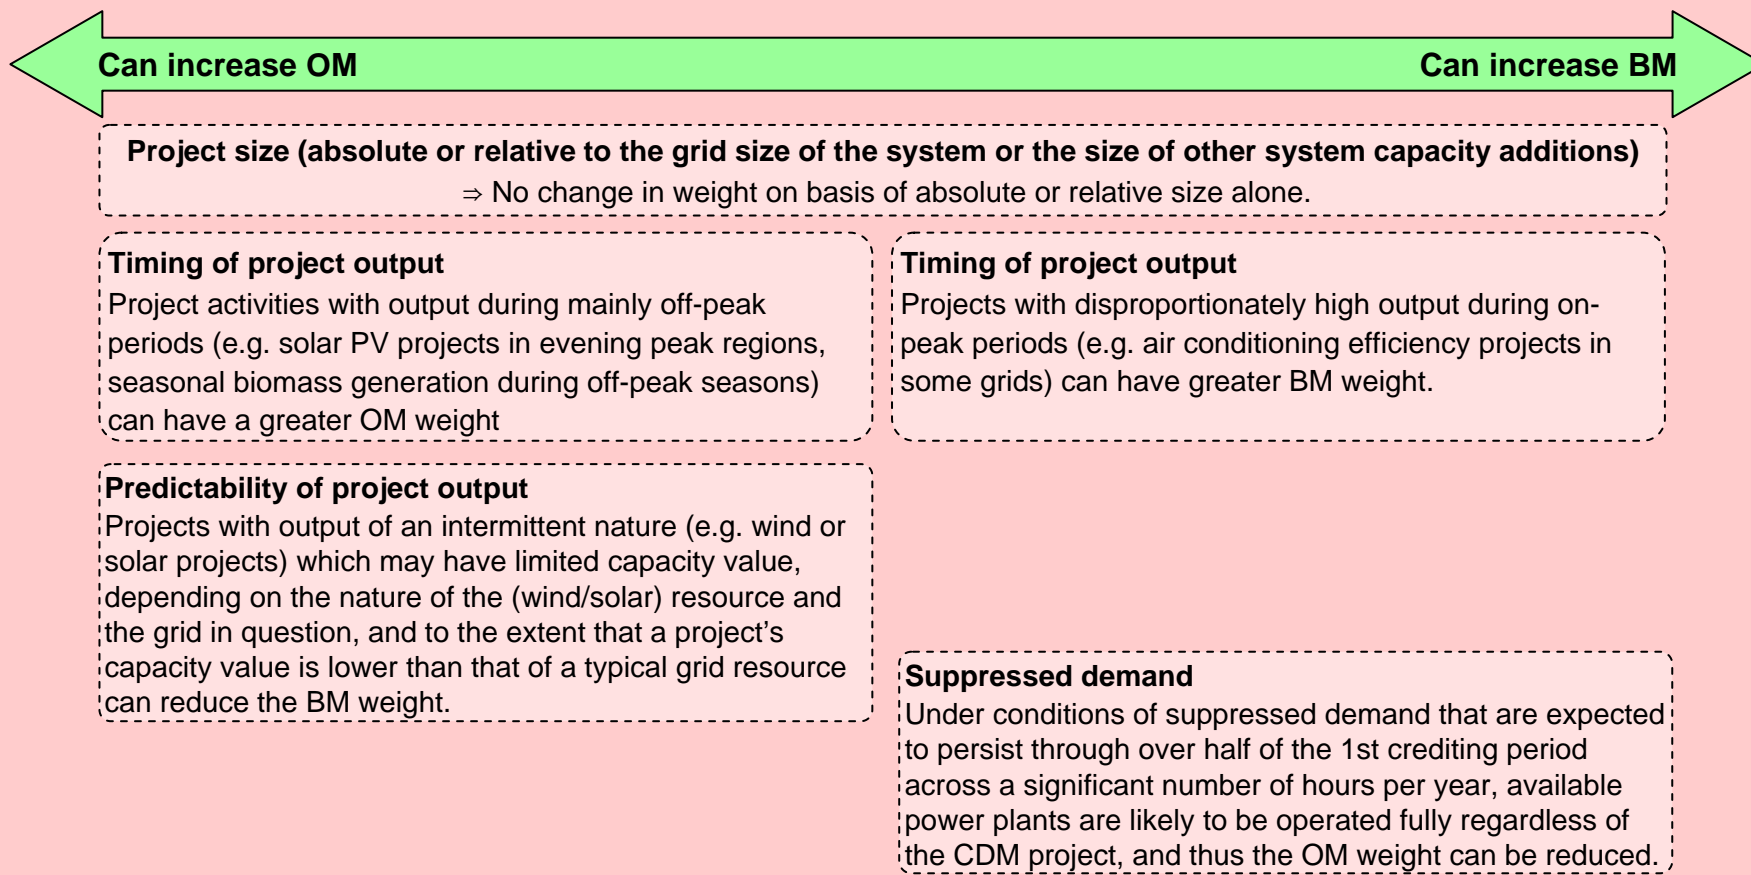 Can increase OM
Can increase BM
Project size (absolute or relative to the grid size of the system or the size of other system capacity additions)
⇒ No change in weight on basis of absolute or relative size alone.
Timing of project output
Project activities with output during mainly off-peak
periods (e.g. solar PV projects in evening peak regions,
seasonal biomass generation during off-peak seasons)
can have a greater OM weight
Timing of project output
Projects with disproportionately high output during on-
peak periods (e.g. air conditioning efficiency projects in
some grids) can have greater BM weight.
Predictability of project output
Projects with output of an intermittent nature (e.g. wind or
solar projects) which may have limited capacity value,
depending on the nature of the (wind/solar) resource and
the grid in question, and to the extent that a project’s
capacity value is lower than that of a typical grid resource
can reduce the BM weight.
Suppressed demand
Under conditions of suppressed demand that are expected
to persist through over half of the 1st crediting period
across a significant number of hours per year, available
power plants are likely to be operated fully regardless of
the CDM project, and thus the OM weight can be reduced.